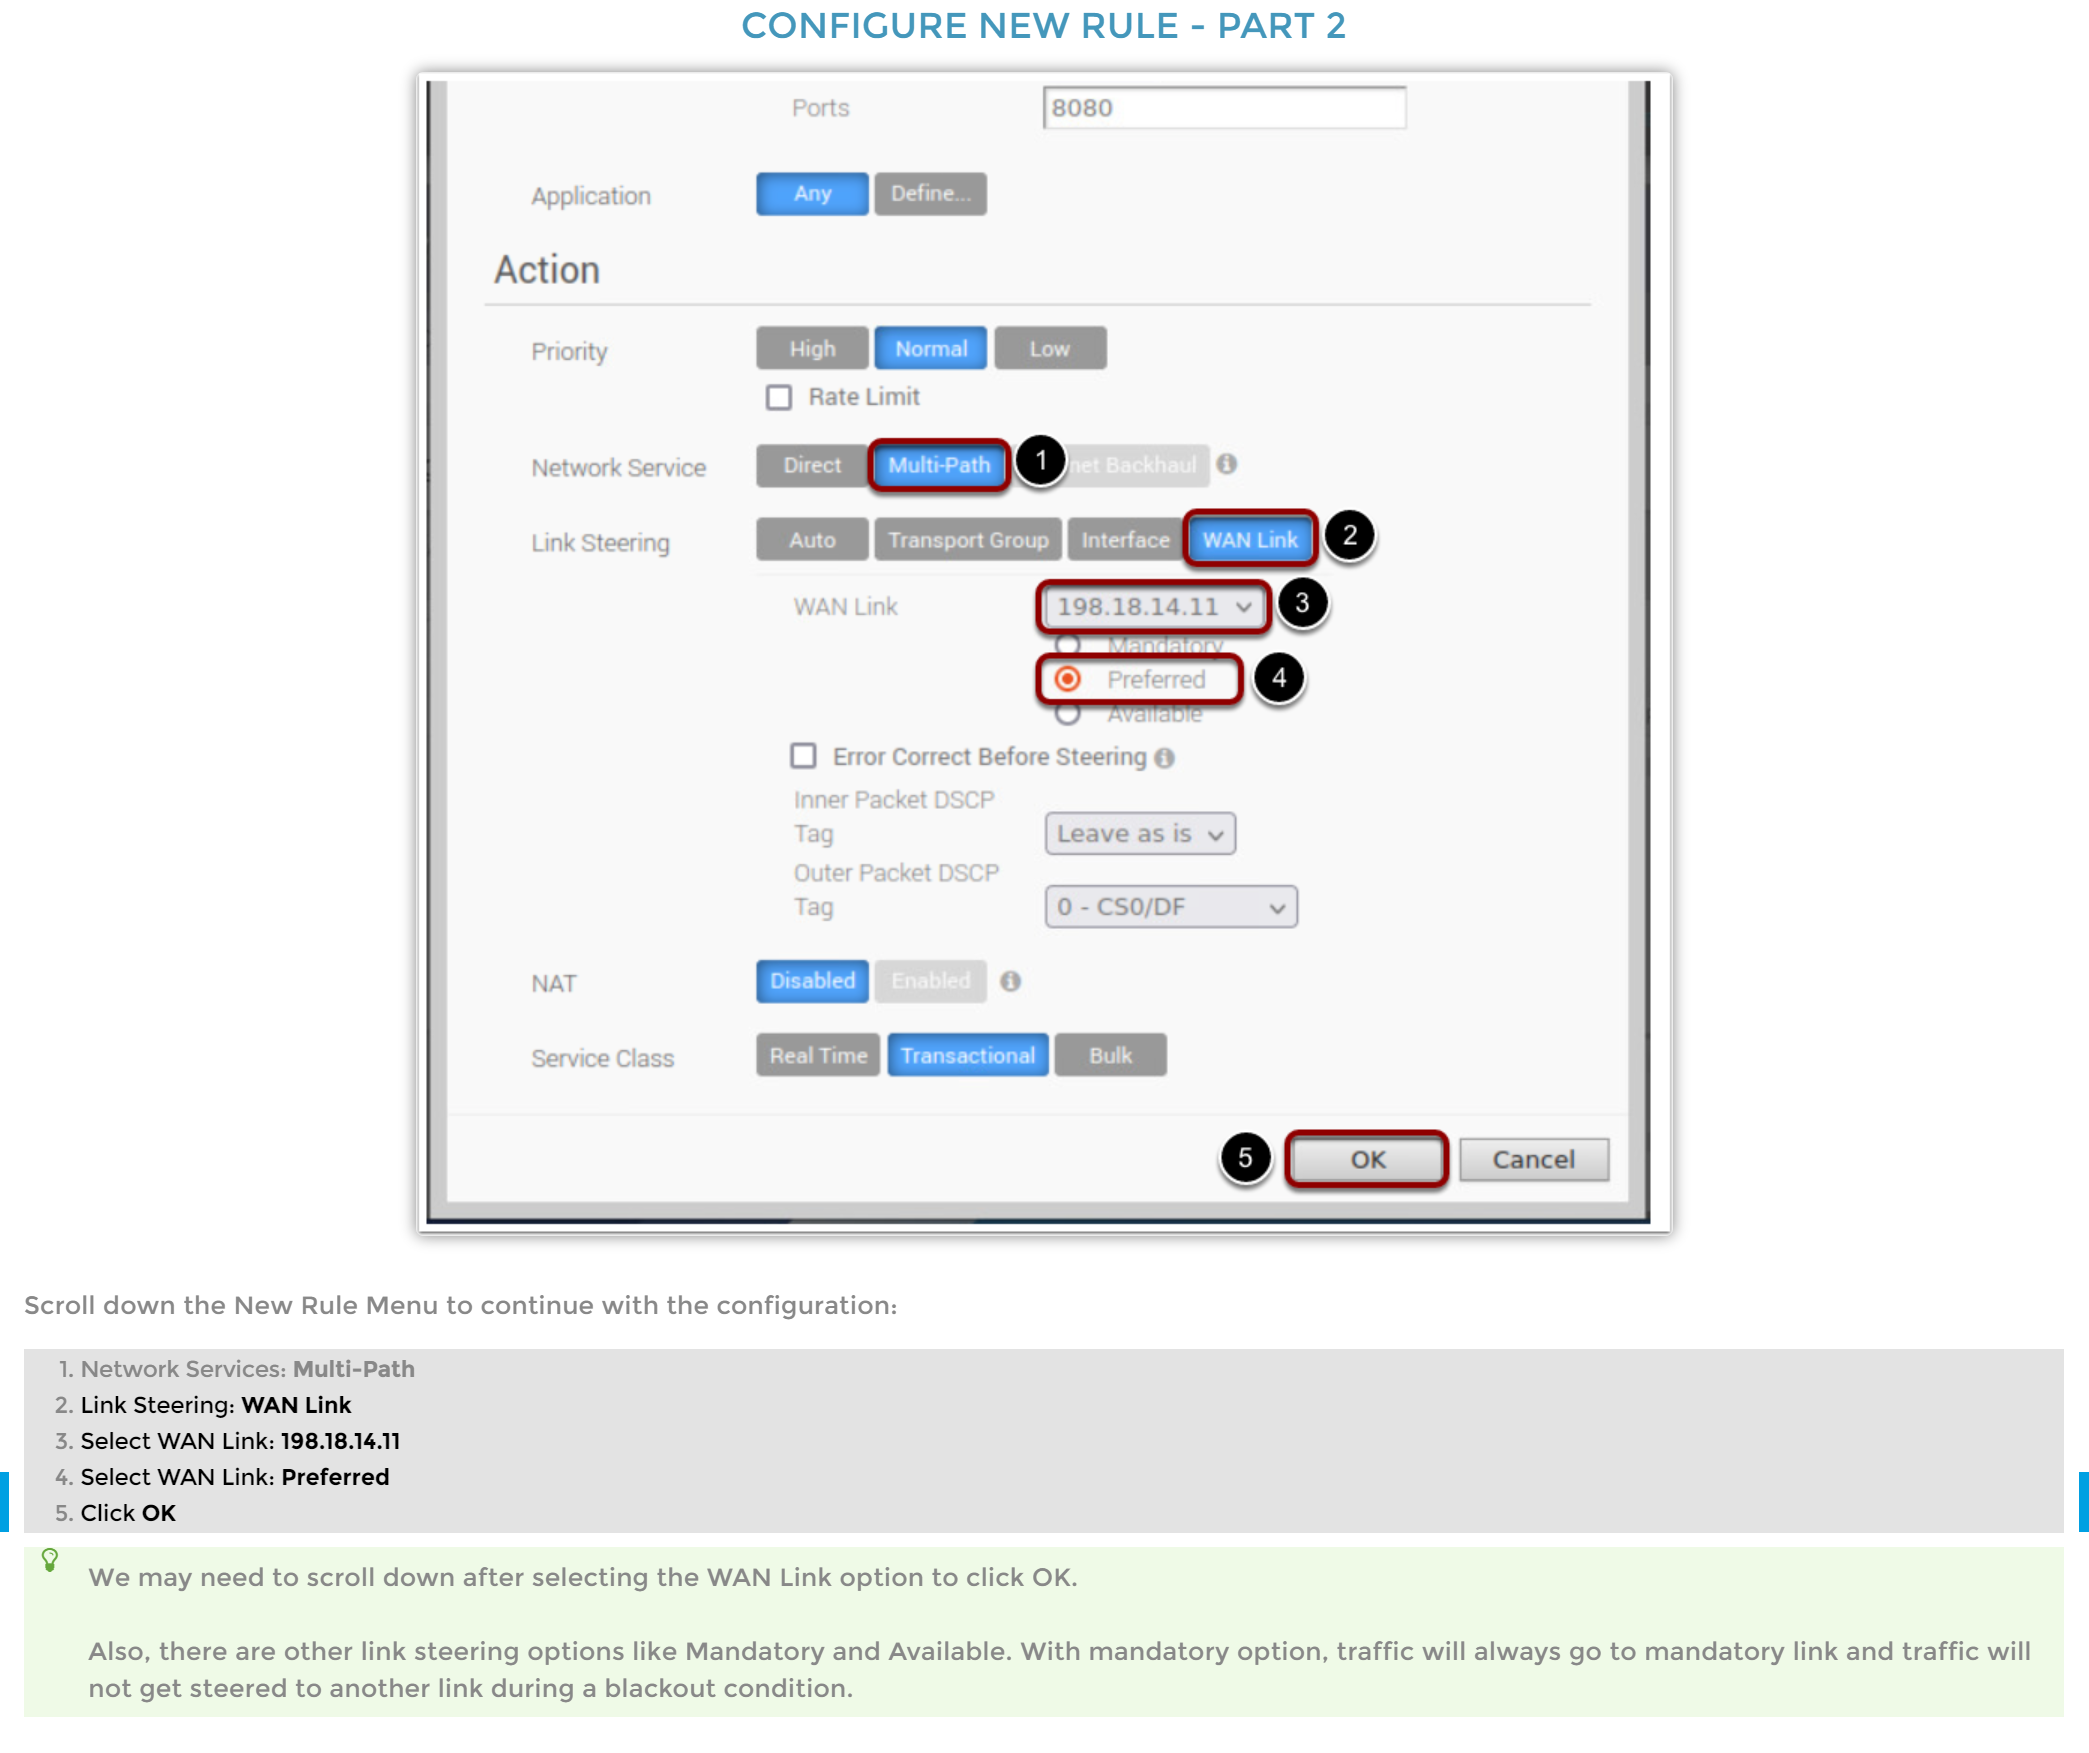 CONFIGURE NEW RULE - PART 2
Ports 8080
Application Any Define...
Action
Priority High Normal Low
Rate Limit
Network Service Direct Multi-Path 1 net Backhaul
Link Steering Auto Transport Group Interface WAN Link 2
WAN Link 198.18.14.11 3
Mandatory
Preferred 4
Available
Error Correct Before Steering
Inner Packet DSCP
Tag Leave as is
Outer Packet DSCP
Tag 0 - CS0/DF
NAT Disabled Enabled
Service Class Real Time Transactional Bulk
5 OK Cancel
Scroll down the New Rule Menu to continue with the configuration:
1. Network Services: Multi-Path
2. Link Steering: WAN Link
3. Select WAN Link: 198.18.14.11
4. Select WAN Link: Preferred
5. Click OK
We may need to scroll down after selecting the WAN Link option to click OK.
Also, there are other link steering options like Mandatory and Available. With mandatory option, traffic will always go to mandatory link and traffic will
not get steered to another link during a blackout condition.